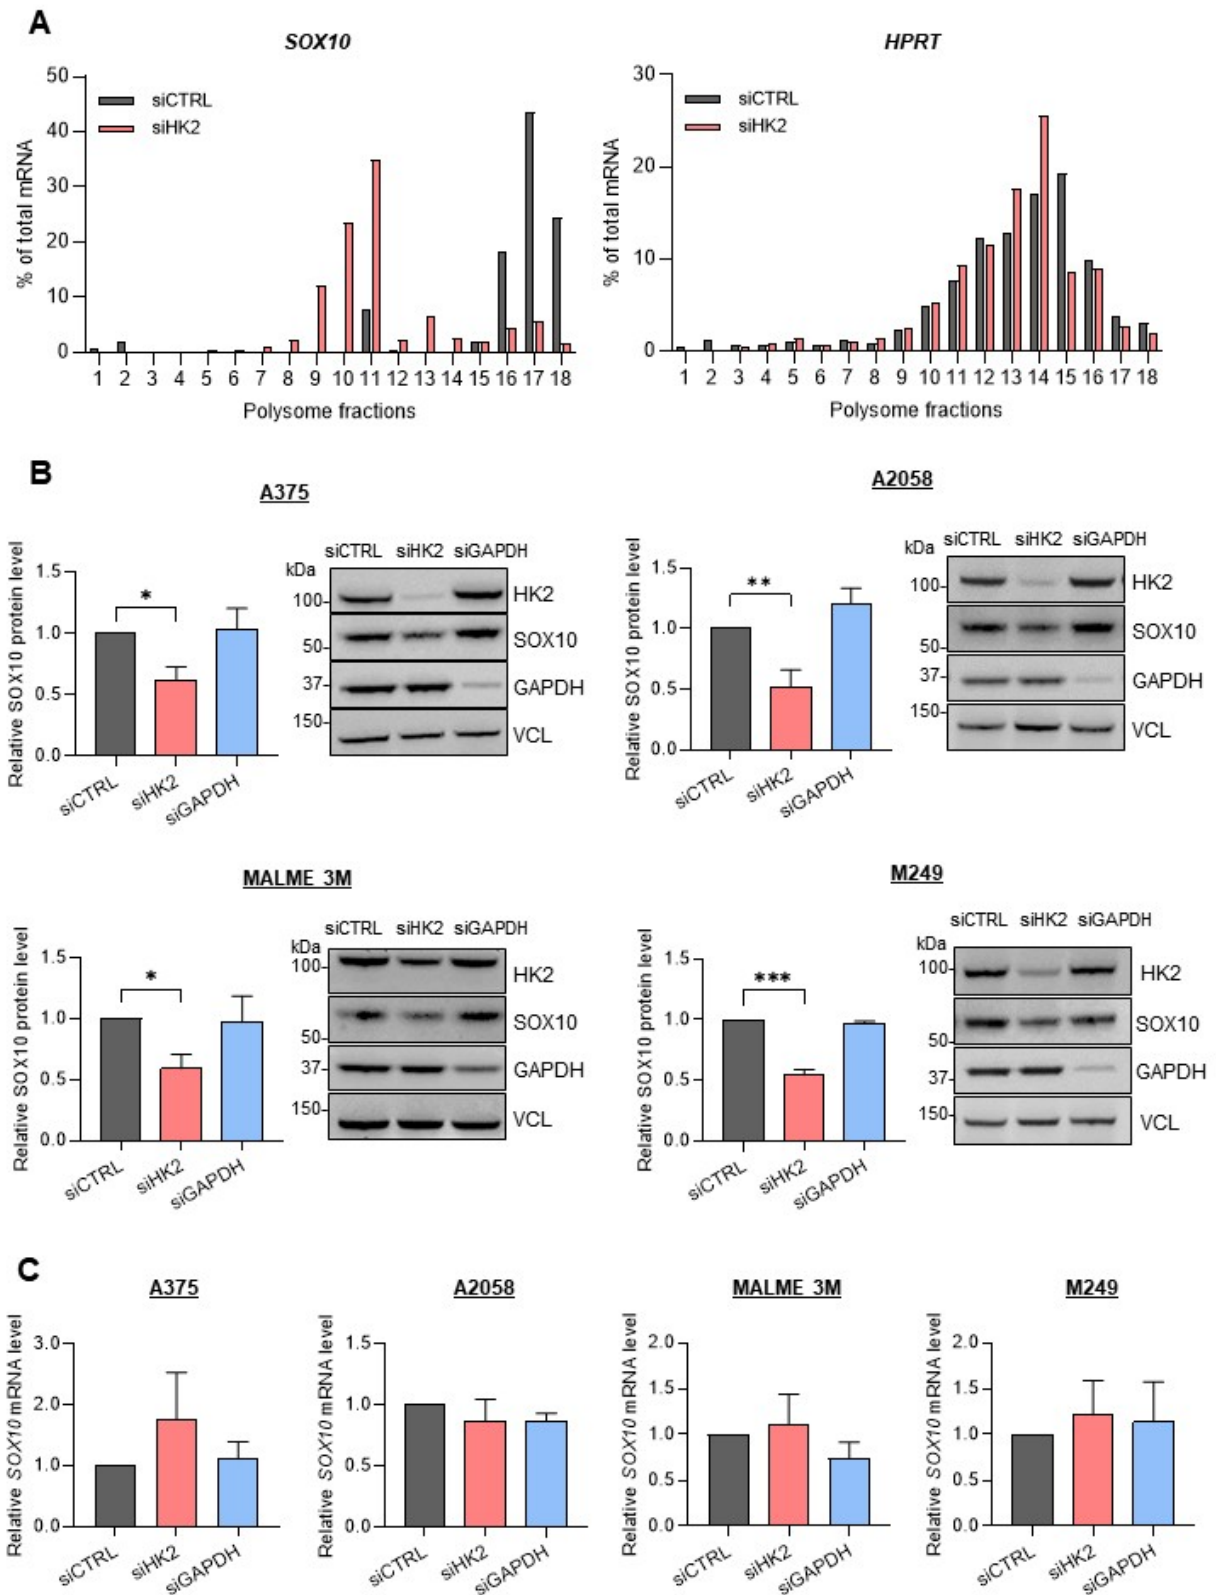 A
SOX10
HPRT
50
40
30
20
10
0
% of total mRNA
siCTRL
siHK2
1 2 3 4 5 6 7 8 9 10 11 12 13 14 15 16 17 18
Polysome fractions
30
20
10
0
% of total mRNA
siCTRL
siHK2
1 2 3 4 5 6 7 8 9 10 11 12 13 14 15 16 17 18
Polysome fractions
B
A375
Relative SOX10 protein level
1.5
1.0
0.5
0.0
*
siCTRL siHK2 siGAPDH
siCTRL siHK2 siGAPDH
kDa
100 HK2
50 SOX10
37 GAPDH
150 VCL
A2058
Relative SOX10 protein level
1.5
1.0
0.5
0.0
**
siCTRL siHK2 siGAPDH
siCTRL siHK2 siGAPDH
kDa
100 HK2
50 SOX10
37 GAPDH
150 VCL
MALME 3M
Relative SOX10 protein level
1.5
1.0
0.5
0.0
*
siCTRL siHK2 siGAPDH
siCTRL siHK2 siGAPDH
kDa
100 HK2
50 SOX10
37 GAPDH
150 VCL
M249
Relative SOX10 protein level
1.5
1.0
0.5
0.0
***
siCTRL siHK2 siGAPDH
siCTRL siHK2 siGAPDH
kDa
100 HK2
50 SOX10
37 GAPDH
150 VCL
C
A375
Relative SOX10 mRNA level
3.0
2.0
1.0
0.0
siCTRL siHK2 siGAPDH
A2058
Relative SOX10 mRNA level
1.5
1.0
0.5
0.0
siCTRL siHK2 siGAPDH
MALME 3M
Relative SOX10 mRNA level
2.0
1.5
1.0
0.5
0.0
siCTRL siHK2 siGAPDH
M249
Relative SOX10 mRNA level
2.0
1.5
1.0
0.5
0.0
siCTRL siHK2 siGAPDH